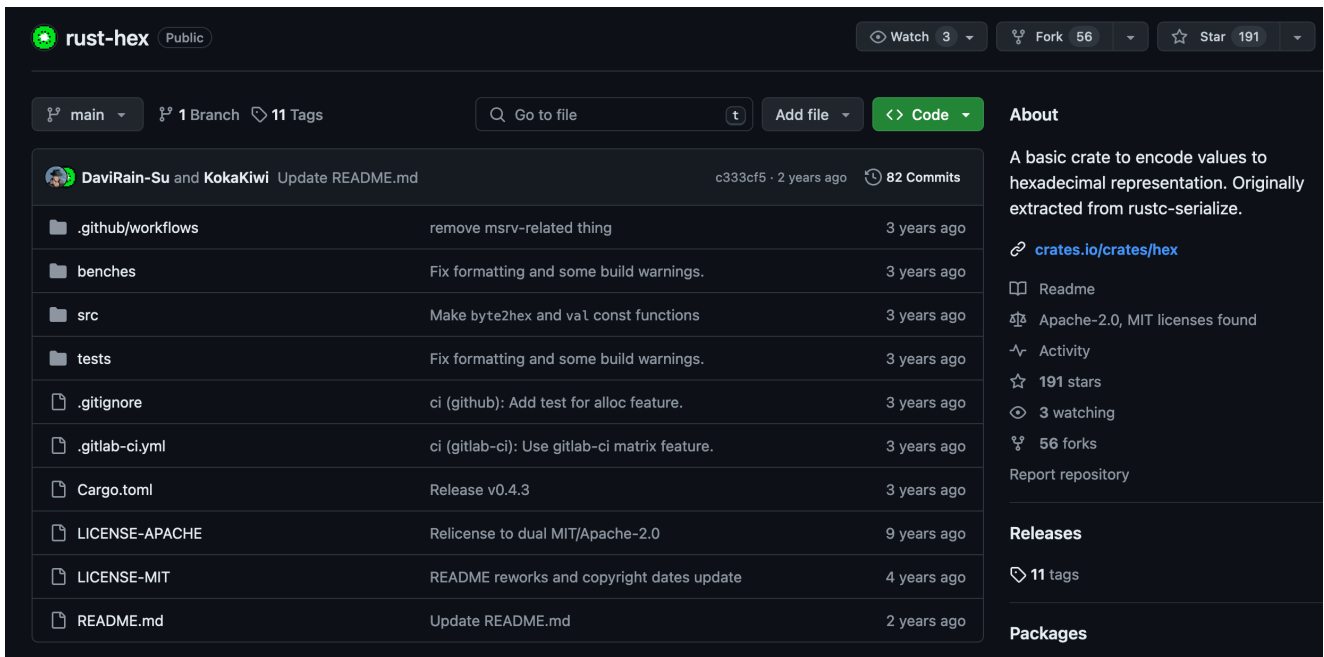 rust-hex Public Watch 3 Fork 56 Star 191
main 1 Branch 11 Tags Go to file t Add file Code
DaviRain-Su and KokaKiwi Update README.md c333cf5 · 2 years ago 82 Commits
.github/workflows remove msrv-related thing 3 years ago
benches Fix formatting and some build warnings. 3 years ago
src Make byte2hex and val const functions 3 years ago
tests Fix formatting and some build warnings. 3 years ago
.gitignore ci (github): Add test for alloc feature. 3 years ago
.gitlab-ci.yml ci (gitlab-ci): Use gitlab-ci matrix feature. 3 years ago
Cargo.toml Release v0.4.3 3 years ago
LICENSE-APACHE Relicense to dual MIT/Apache-2.0 9 years ago
LICENSE-MIT README reworks and copyright dates update 4 years ago
README.md Update README.md 2 years ago
About
A basic crate to encode values to
hexadecimal representation. Originally
extracted from rustc-serialize.
crates.io/crates/hex
Readme
Apache-2.0, MIT licenses found
Activity
191 stars
3 watching
56 forks
Report repository
Releases
11 tags
Packages